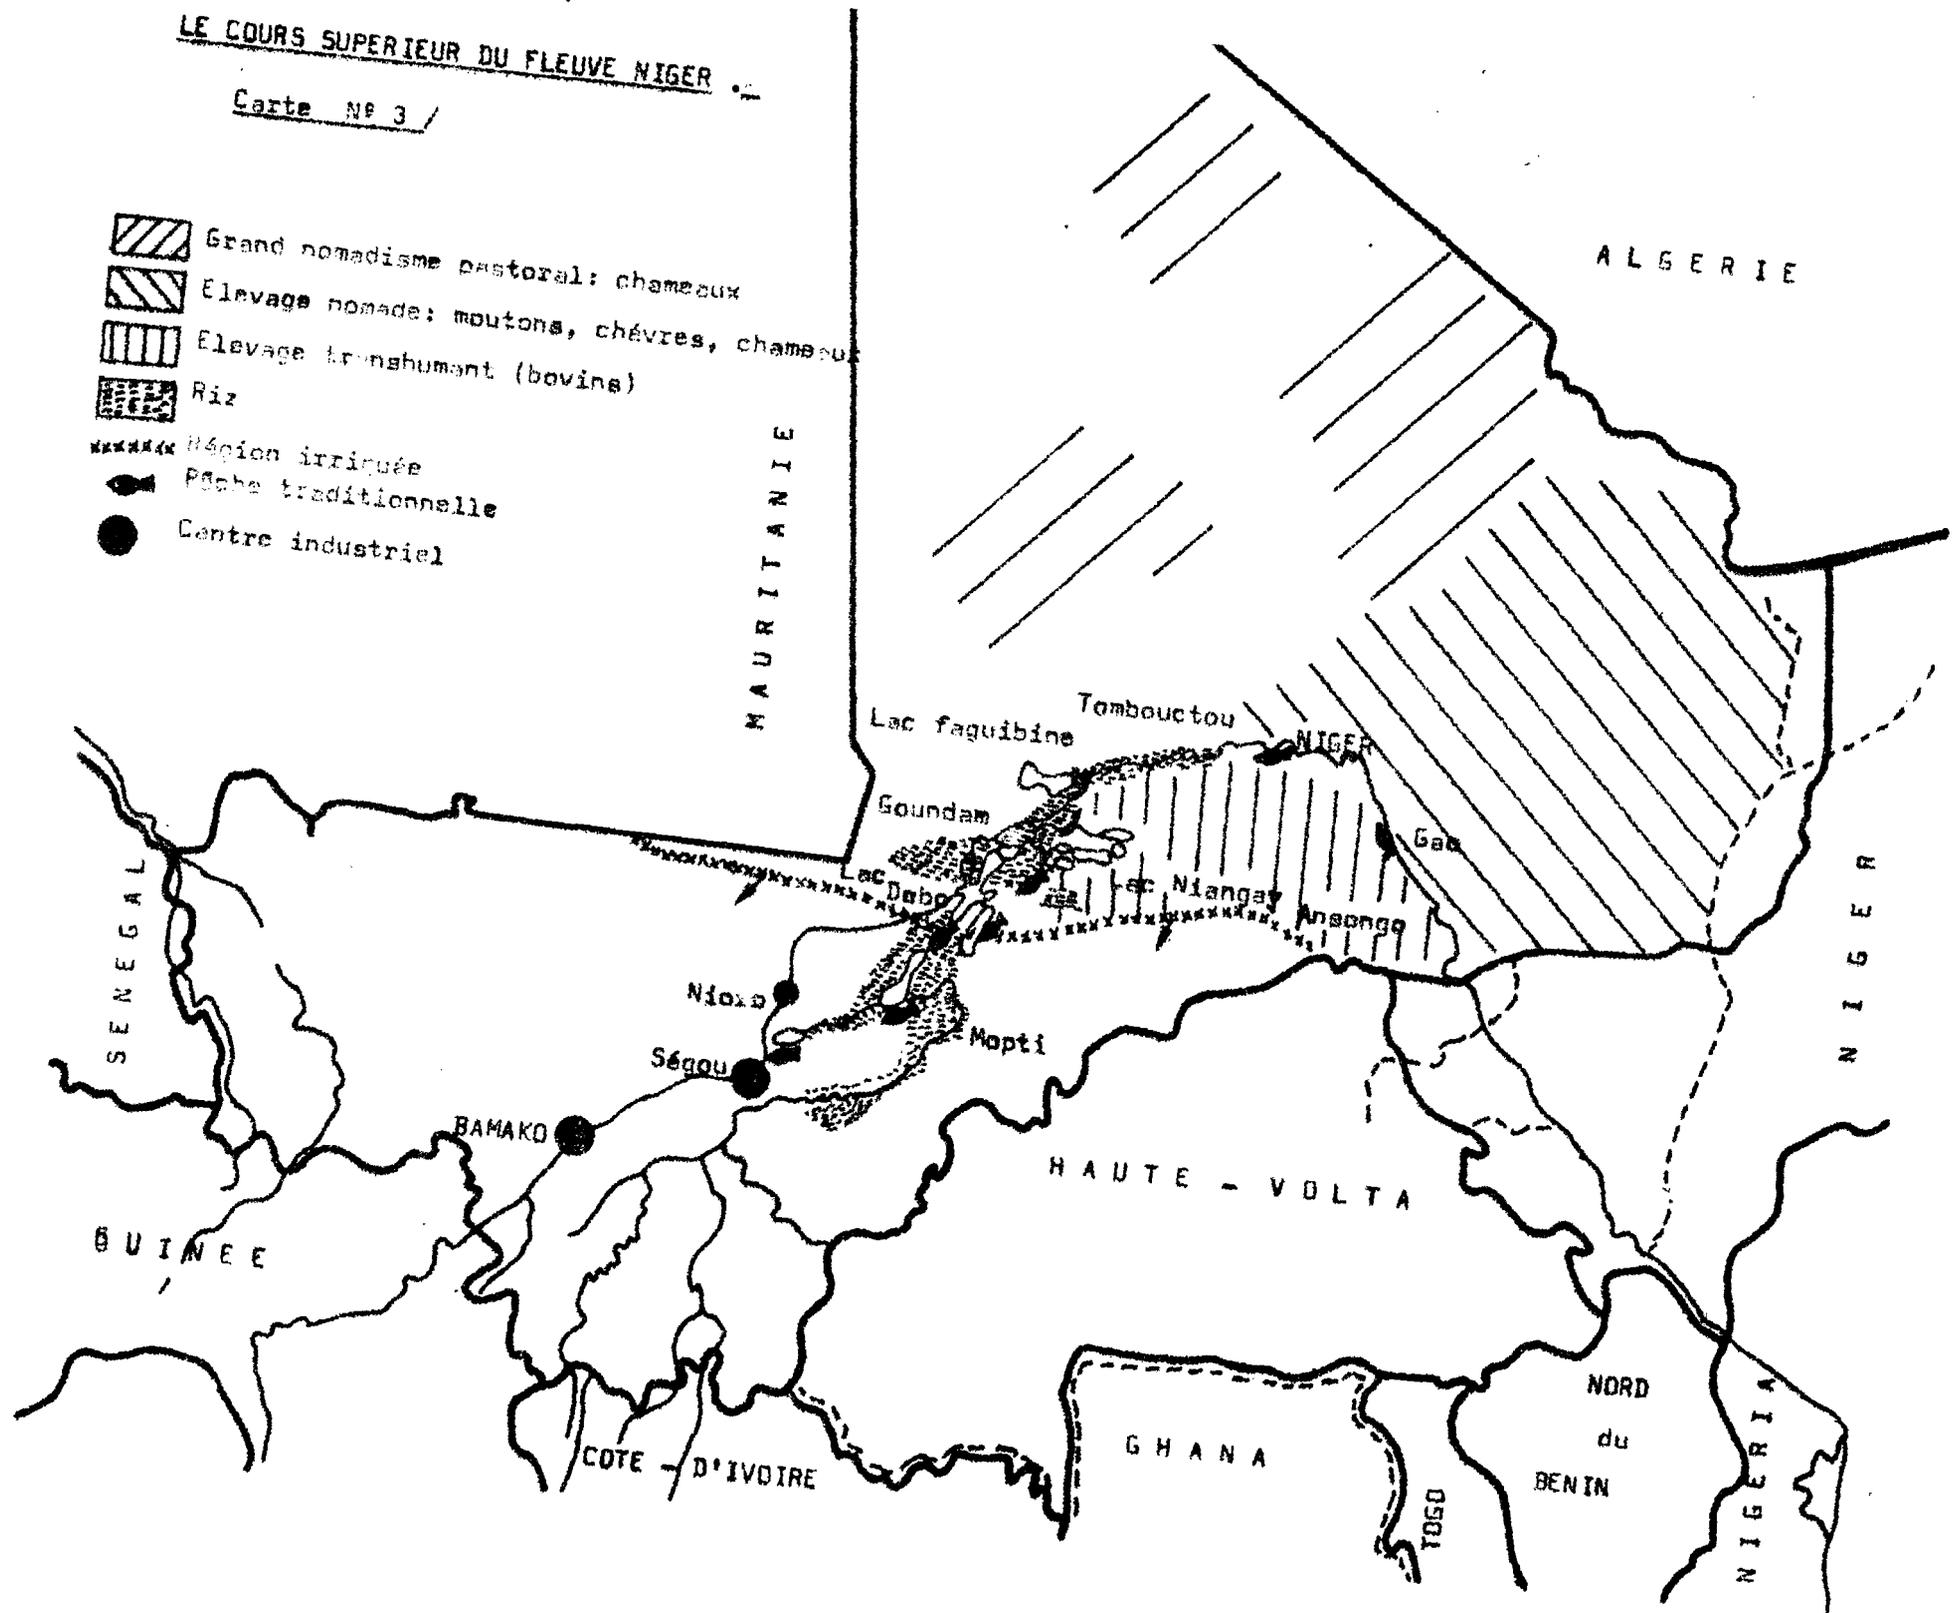 LE COURS SUPERIEUR DU FLEUVE NIGER .-
Carte Nº 3 /
Grand nomadisme pastoral: chameaux
Elevage nomade: moutons, chévres, chameaux
Elevage transhumant (bovins)
Riz
Région irriquée
Pêche traditionnelle
Centre industriel
MAURITANIE
ALGERIE
Tombouctou
Lac faguibine
NIGER
Goundam
Gao
Lac Debo
Lac Niangay
Ansongo
SENEGAL
NIGER
Niono
Mopti
Ségou
BAMAKO
HAUTE - VOLTA
GUINEE
NORD
du
BENIN
GHANA
COTE - D'IVOIRE
TOGO
NIGERIA